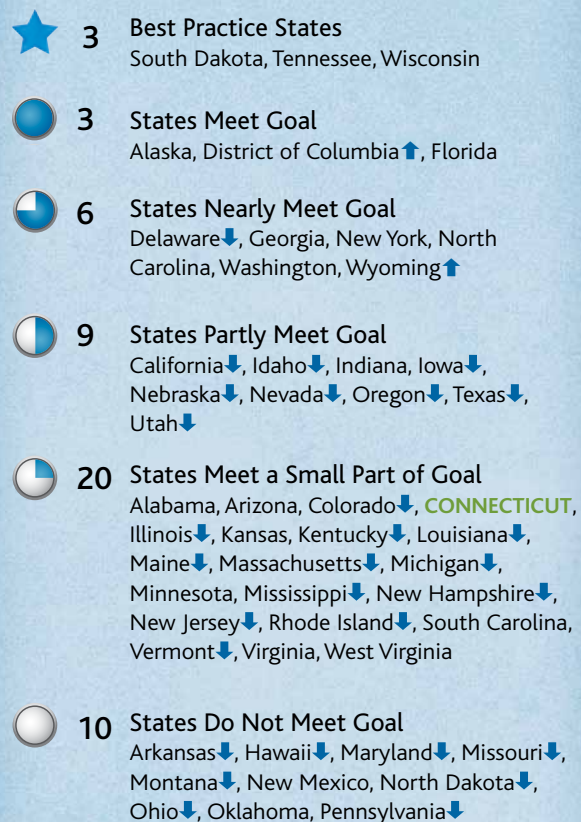 3 Best Practice States
South Dakota, Tennessee, Wisconsin
3 States Meet Goal
Alaska, District of Columbia⬆, Florida
6 States Nearly Meet Goal
Delaware⬇, Georgia, New York, North
Carolina, Washington, Wyoming⬆
9 States Partly Meet Goal
California⬇, Idaho⬇, Indiana, Iowa⬇,
Nebraska⬇, Nevada⬇, Oregon⬇, Texas⬇,
Utah⬇
20 States Meet a Small Part of Goal
Alabama, Arizona, Colorado⬇, CONNECTICUT,
Illinois⬇, Kansas, Kentucky⬇, Louisiana⬇,
Maine⬇, Massachusetts⬇, Michigan⬇,
Minnesota, Mississippi⬇, New Hampshire⬇,
New Jersey⬇, Rhode Island⬇, South Carolina,
Vermont⬇, Virginia, West Virginia
10 States Do Not Meet Goal
Arkansas⬇, Hawaii⬇, Maryland⬇, Missouri⬇,
Montana⬇, New Mexico, North Dakota⬇,
Ohio⬇, Oklahoma, Pennsylvania⬇